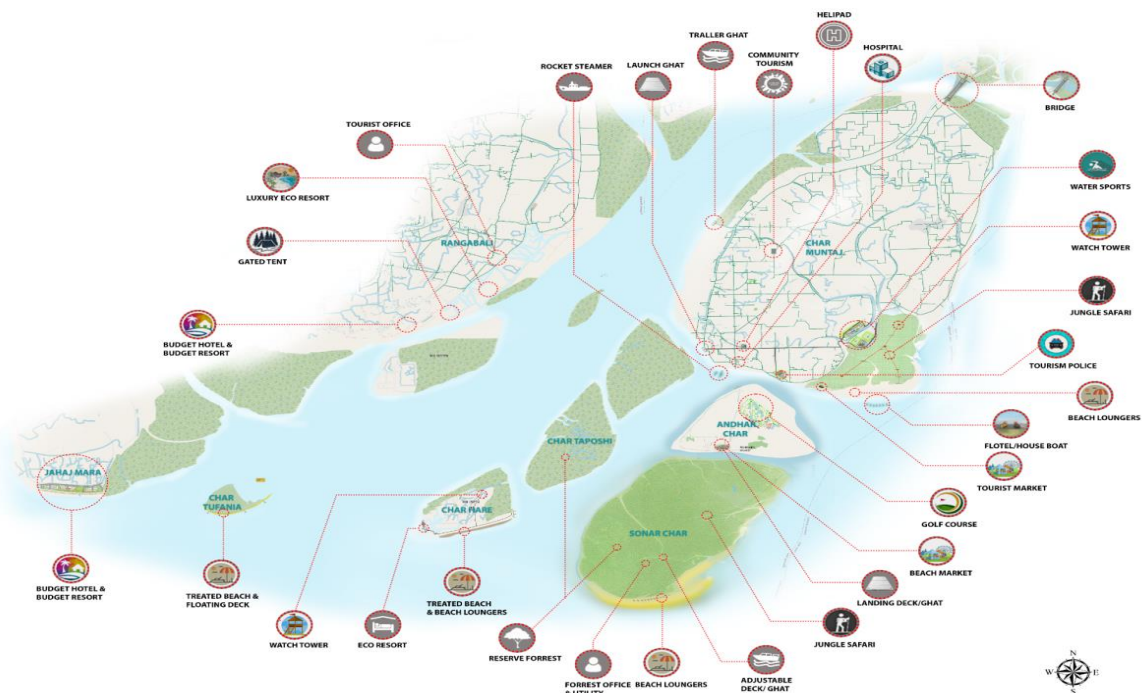 HELIPAD
TRALLER GHAT
HOSPITAL
COMMUNITY
TOURISM
ROCKET STEAMER
LAUNCH GHAT
BRIDGE
TOURIST OFFICE
WATER SPORTS
LUXURY ECO RESORT
WATCH TOWER
RANGABALI
CHAR
MUNTAJ
GATED TENT
JUNGLE SAFARI
BUDGET HOTEL &
BUDGET RESORT
TOURISM POLICE
BEACH LOUNGERS
ANDHAR
CHAR
FLOTEL/HOUSE BOAT
CHAR TAPOSHI
JAHAJ MARA
TOURIST MARKET
CHAR
TUFANIA
CHAR HARE
GOLF COURSE
SONAR CHAR
BEACH MARKET
BUDGET HOTEL &
BUDGET RESORT
TREATED BEACH &
FLOATING DECK
TREATED BEACH
& BEACH LOUNGERS
LANDING DECK/GHAT
WATCH TOWER
ECO RESORT
JUNGLE SAFARI
RESERVE FORREST
FORREST OFFICE
& UTILITY
BEACH LOUNGERS
ADJUSTABLE
DECK/ GHAT
N
W
E
S